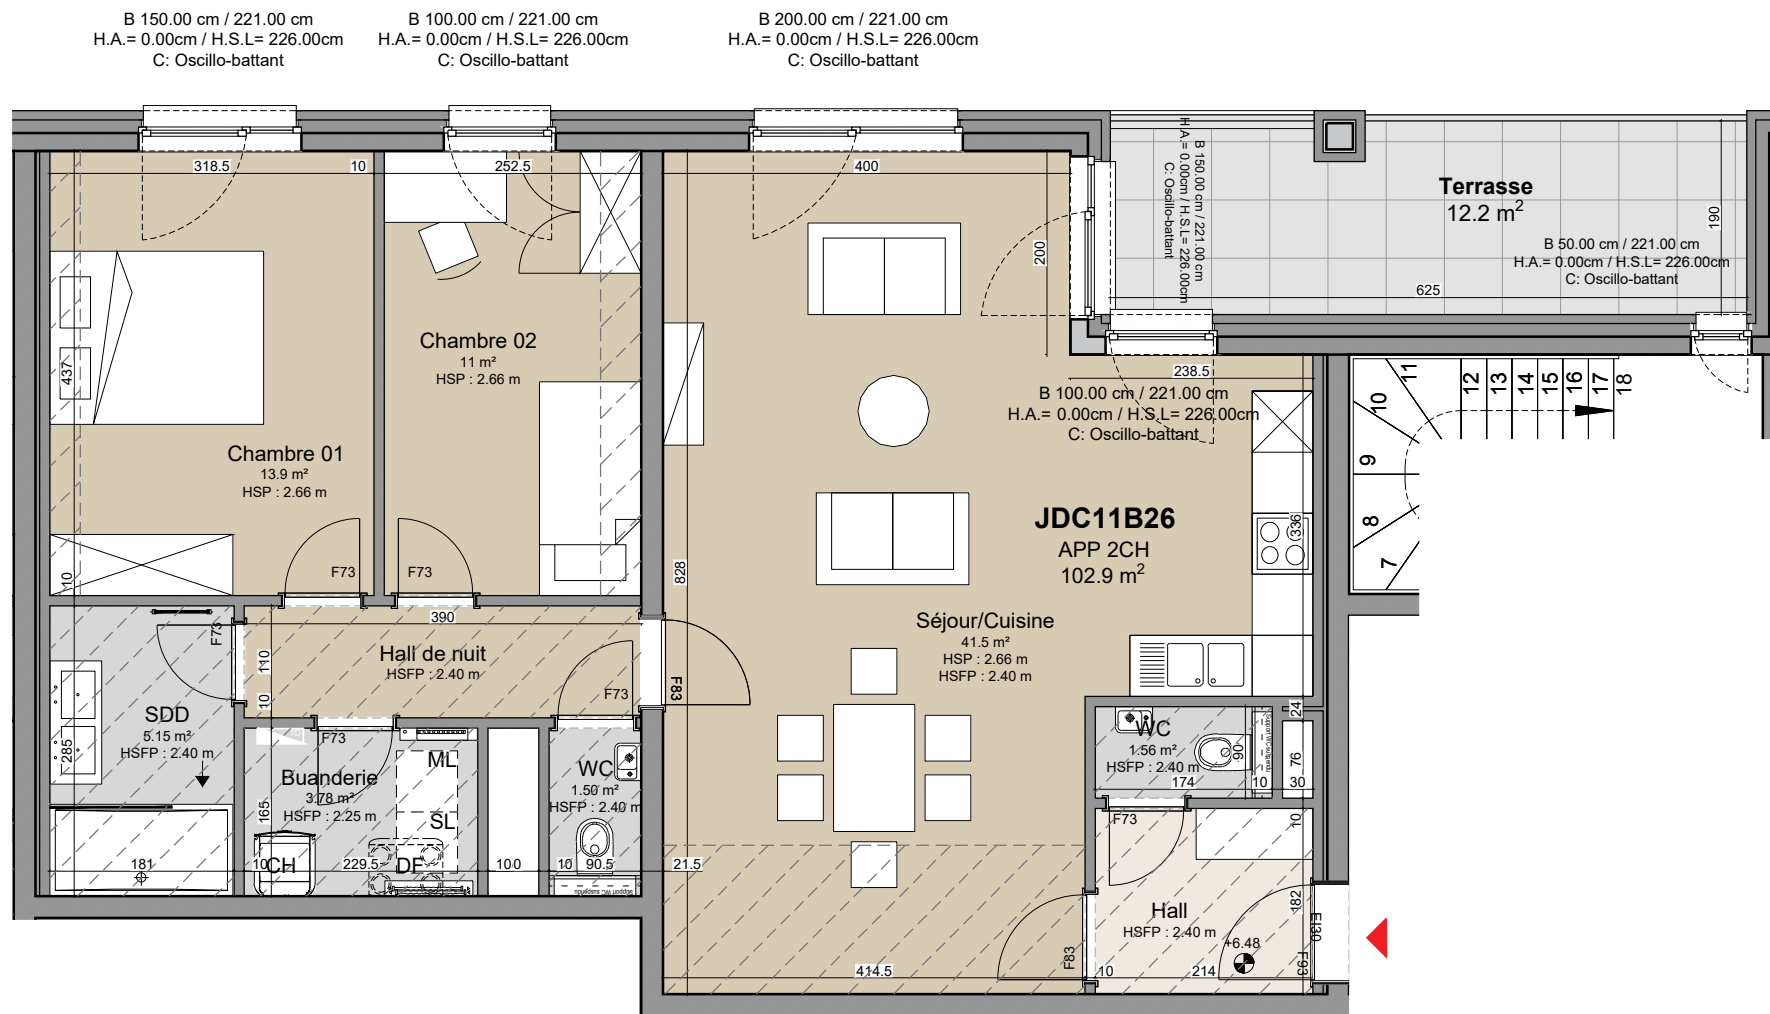 B 150.00 cm / 221.00 cm
H.A.= 0.00cm / H.S.L= 226.00cm
C: Oscillo-battant
B 100.00 cm / 221.00 cm
H.A.= 0.00cm / H.S.L= 226.00cm
C: Oscillo-battant
B 200.00 cm / 221.00 cm
H.A.= 0.00cm / H.S.L= 226.00cm
C: Oscillo-battant
318.5
10
252.5
400
B 150.00 cm / 221.00 cm
H.A.= 0.00cm / H.S.L= 226.00cm
C: Oscillo-battant
Terrasse
12.2 m²
190
B 50.00 cm / 221.00 cm
H.A.= 0.00cm / H.S.L= 226.00cm
C: Oscillo-battant
200
625
Chambre 02
11 m²
HSP : 2.66 m
437
238.5
B 100.00 cm / 221.00 cm
H.A.= 0.00cm / H.S.L= 226.00cm
C: Oscillo-battant
7
8
9
10
11
12
13
14
15
16
17
18
Chambre 01
13.9 m²
HSP : 2.66 m
JDC11B26
APP 2CH
102.9 m²
336
10
F73
F73
828
390
Séjour/Cuisine
41.5 m²
HSP : 2.66 m
HSFP : 2.40 m
F73
110
Hall de nuit
HSFP : 2.40 m
10
F73
F83
SDD
5.15 m²
HSFP : 2.40 m
285
F73
Buanderie
3.78 m²
HSFP : 2.25 m
165
ML
SL
CH
DE
WC
1.50 m²
HSFP : 2.40 m
Support WC suspendu
WC
1.56 m²
HSFP : 2.40 m
90
Support WC suspendu
24
76
174
10
30
F73
10
181
10
229.5
100
10
90.5
21.5
Hall
HSFP : 2.40 m
182
EI30
F93
+6.48
F83
414.5
10
214